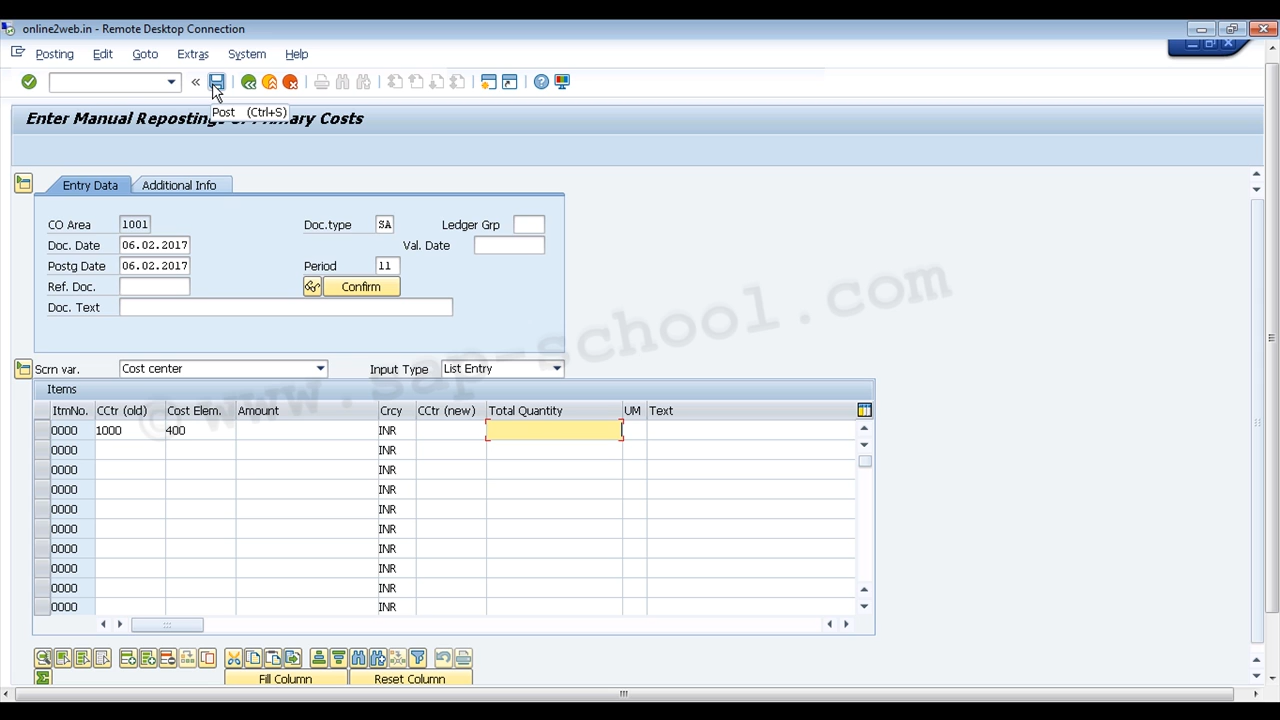 online2web.in - Remote Desktop Connection
Posting Edit Goto Extras System Help
Post (Ctrl+S)
Enter Manual Repostings of Primary Costs
Entry Data Additional Info
CO Area 1001 Doc.type SA Ledger Grp
Doc. Date 06.02.2017 Val. Date
Postg Date 06.02.2017 Period 11
Ref. Doc. Confirm
Doc. Text
Scrn var. Cost center Input Type List Entry
Items
ItmNo. CCtr (old) Cost Elem. Amount Crcy CCtr (new) Total Quantity UM Text
0000 1000 400 INR
0000 INR
0000 INR
0000 INR
0000 INR
0000 INR
0000 INR
0000 INR
0000 INR
0000 INR
Fill Column Reset Column
© www.sap-school.com